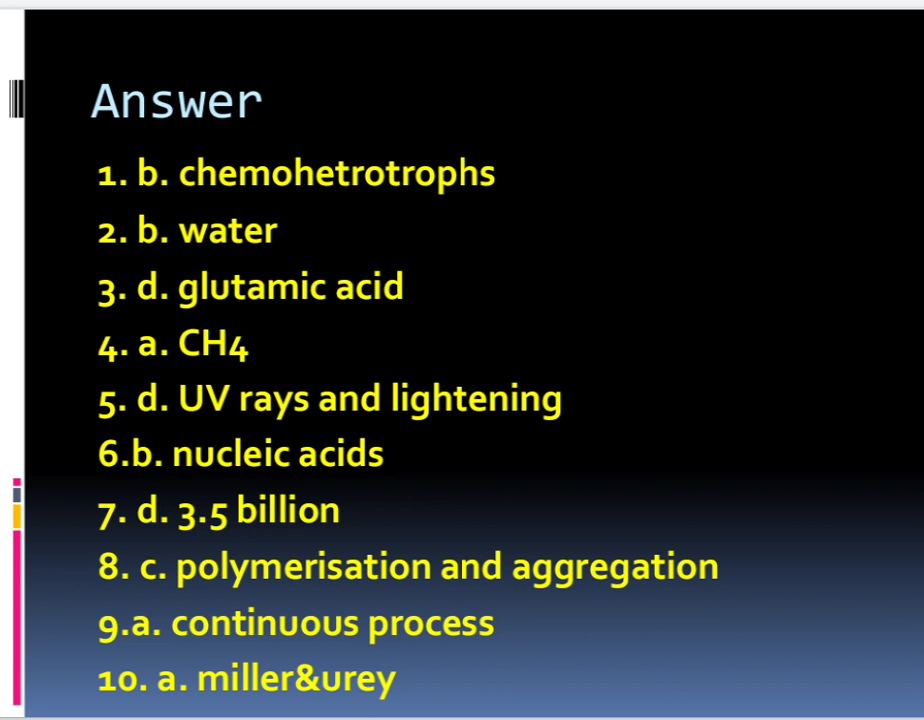 Answer
1. b. chemohetrotrophs
2. b. water
3. d. glutamic acid
4. a. CH4
5. d. UV rays and lightening
6.b. nucleic acids
7. d. 3.5 billion
8. c. polymerisation and aggregation
9.a. continuous process
10. a. miller&urey